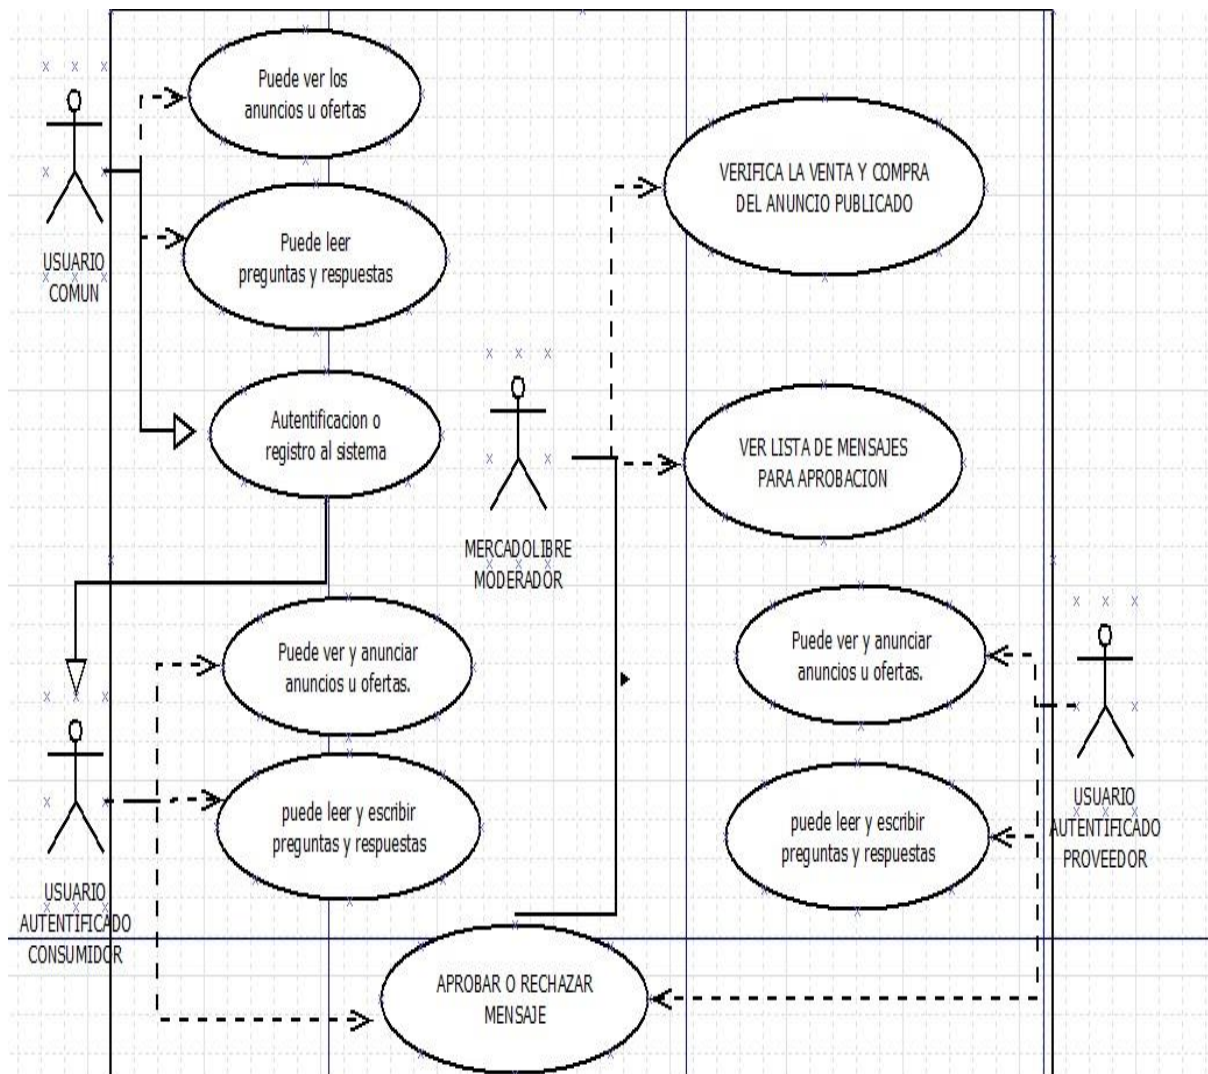 Puede ver los
anuncios u ofertas
USUARIO
COMUN
Puede leer
preguntas y respuestas
VERIFICA LA VENTA Y COMPRA
DEL ANUNCIO PUBLICADO
Autentificacion o
registro al sistema
MERCADOLIBRE
MODERADOR
VER LISTA DE MENSAJES
PARA APROBACION
Puede ver y anunciar
anuncios u ofertas.
puede leer y escribir
preguntas y respuestas
USUARIO
AUTENTIFICADO
CONSUMIDOR
Puede ver y anunciar
anuncios u ofertas.
puede leer y escribir
preguntas y respuestas
USUARIO
AUTENTIFICADO
PROVEEDOR
APROBAR O RECHAZAR
MENSAJE